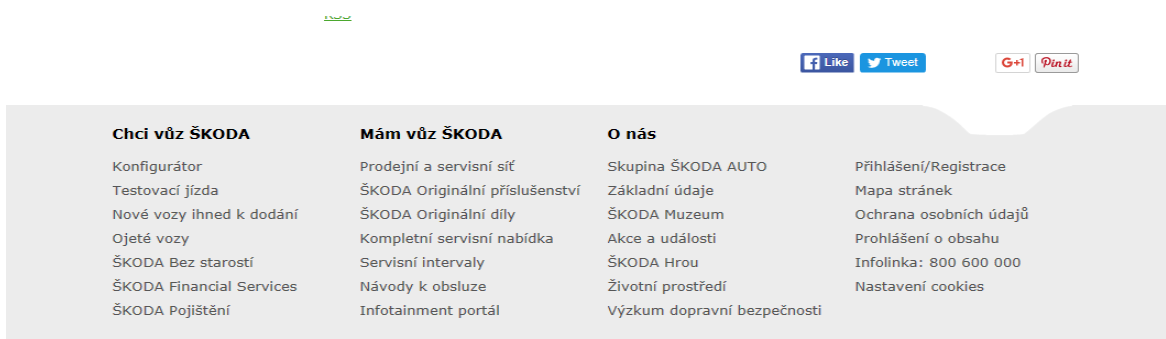 RSS
Like
Tweet
G+1
Pin it
Chci vůz ŠKODA
Konfigurátor
Testovací jízda
Nové vozy ihned k dodání
Ojeté vozy
ŠKODA Bez starostí
ŠKODA Financial Services
ŠKODA Pojištění
Mám vůz ŠKODA
Prodejní a servisní síť
ŠKODA Originální příslušenství
ŠKODA Originální díly
Kompletní servisní nabídka
Servisní intervaly
Návody k obsluze
Infotainment portál
O nás
Skupina ŠKODA AUTO
Základní údaje
ŠKODA Muzeum
Akce a události
ŠKODA Hrou
Životní prostředí
Výzkum dopravní bezpečnosti
Přihlášení/Registrace
Mapa stránek
Ochrana osobních údajů
Prohlášení o obsahu
Infolinka: 800 600 000
Nastavení cookies